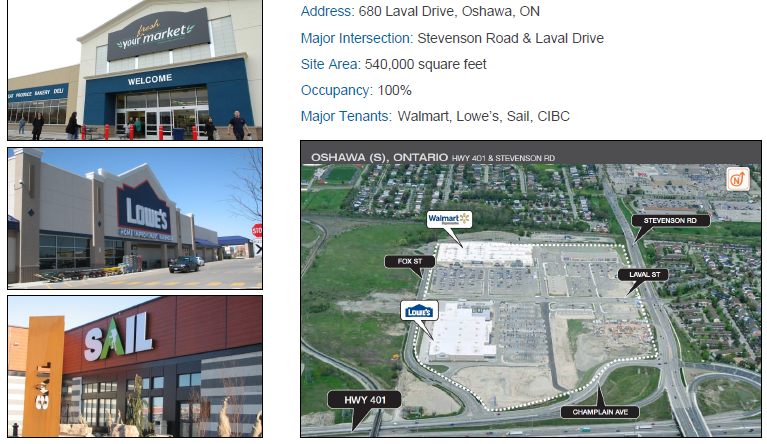 fresh
your market
WELCOME
MEAT PRODUCE BAKERY DELI
LOWE'S
HOME IMPROVEMENT WAREHOUSE
STO
SAIL
SAIL
Address: 680 Laval Drive, Oshawa, ON
Major Intersection: Stevenson Road & Laval Drive
Site Area: 540,000 square feet
Occupancy: 100%
Major Tenants: Walmart, Lowe's, Sail, CIBC
OSHAWA (S), ONTARIO HWY 401 & STEVENSON RD
N
Walmart
STEVENSON RD
FOX ST
LAVAL ST
LOWE'S
HWY 401
CHAMPLAIN AVE